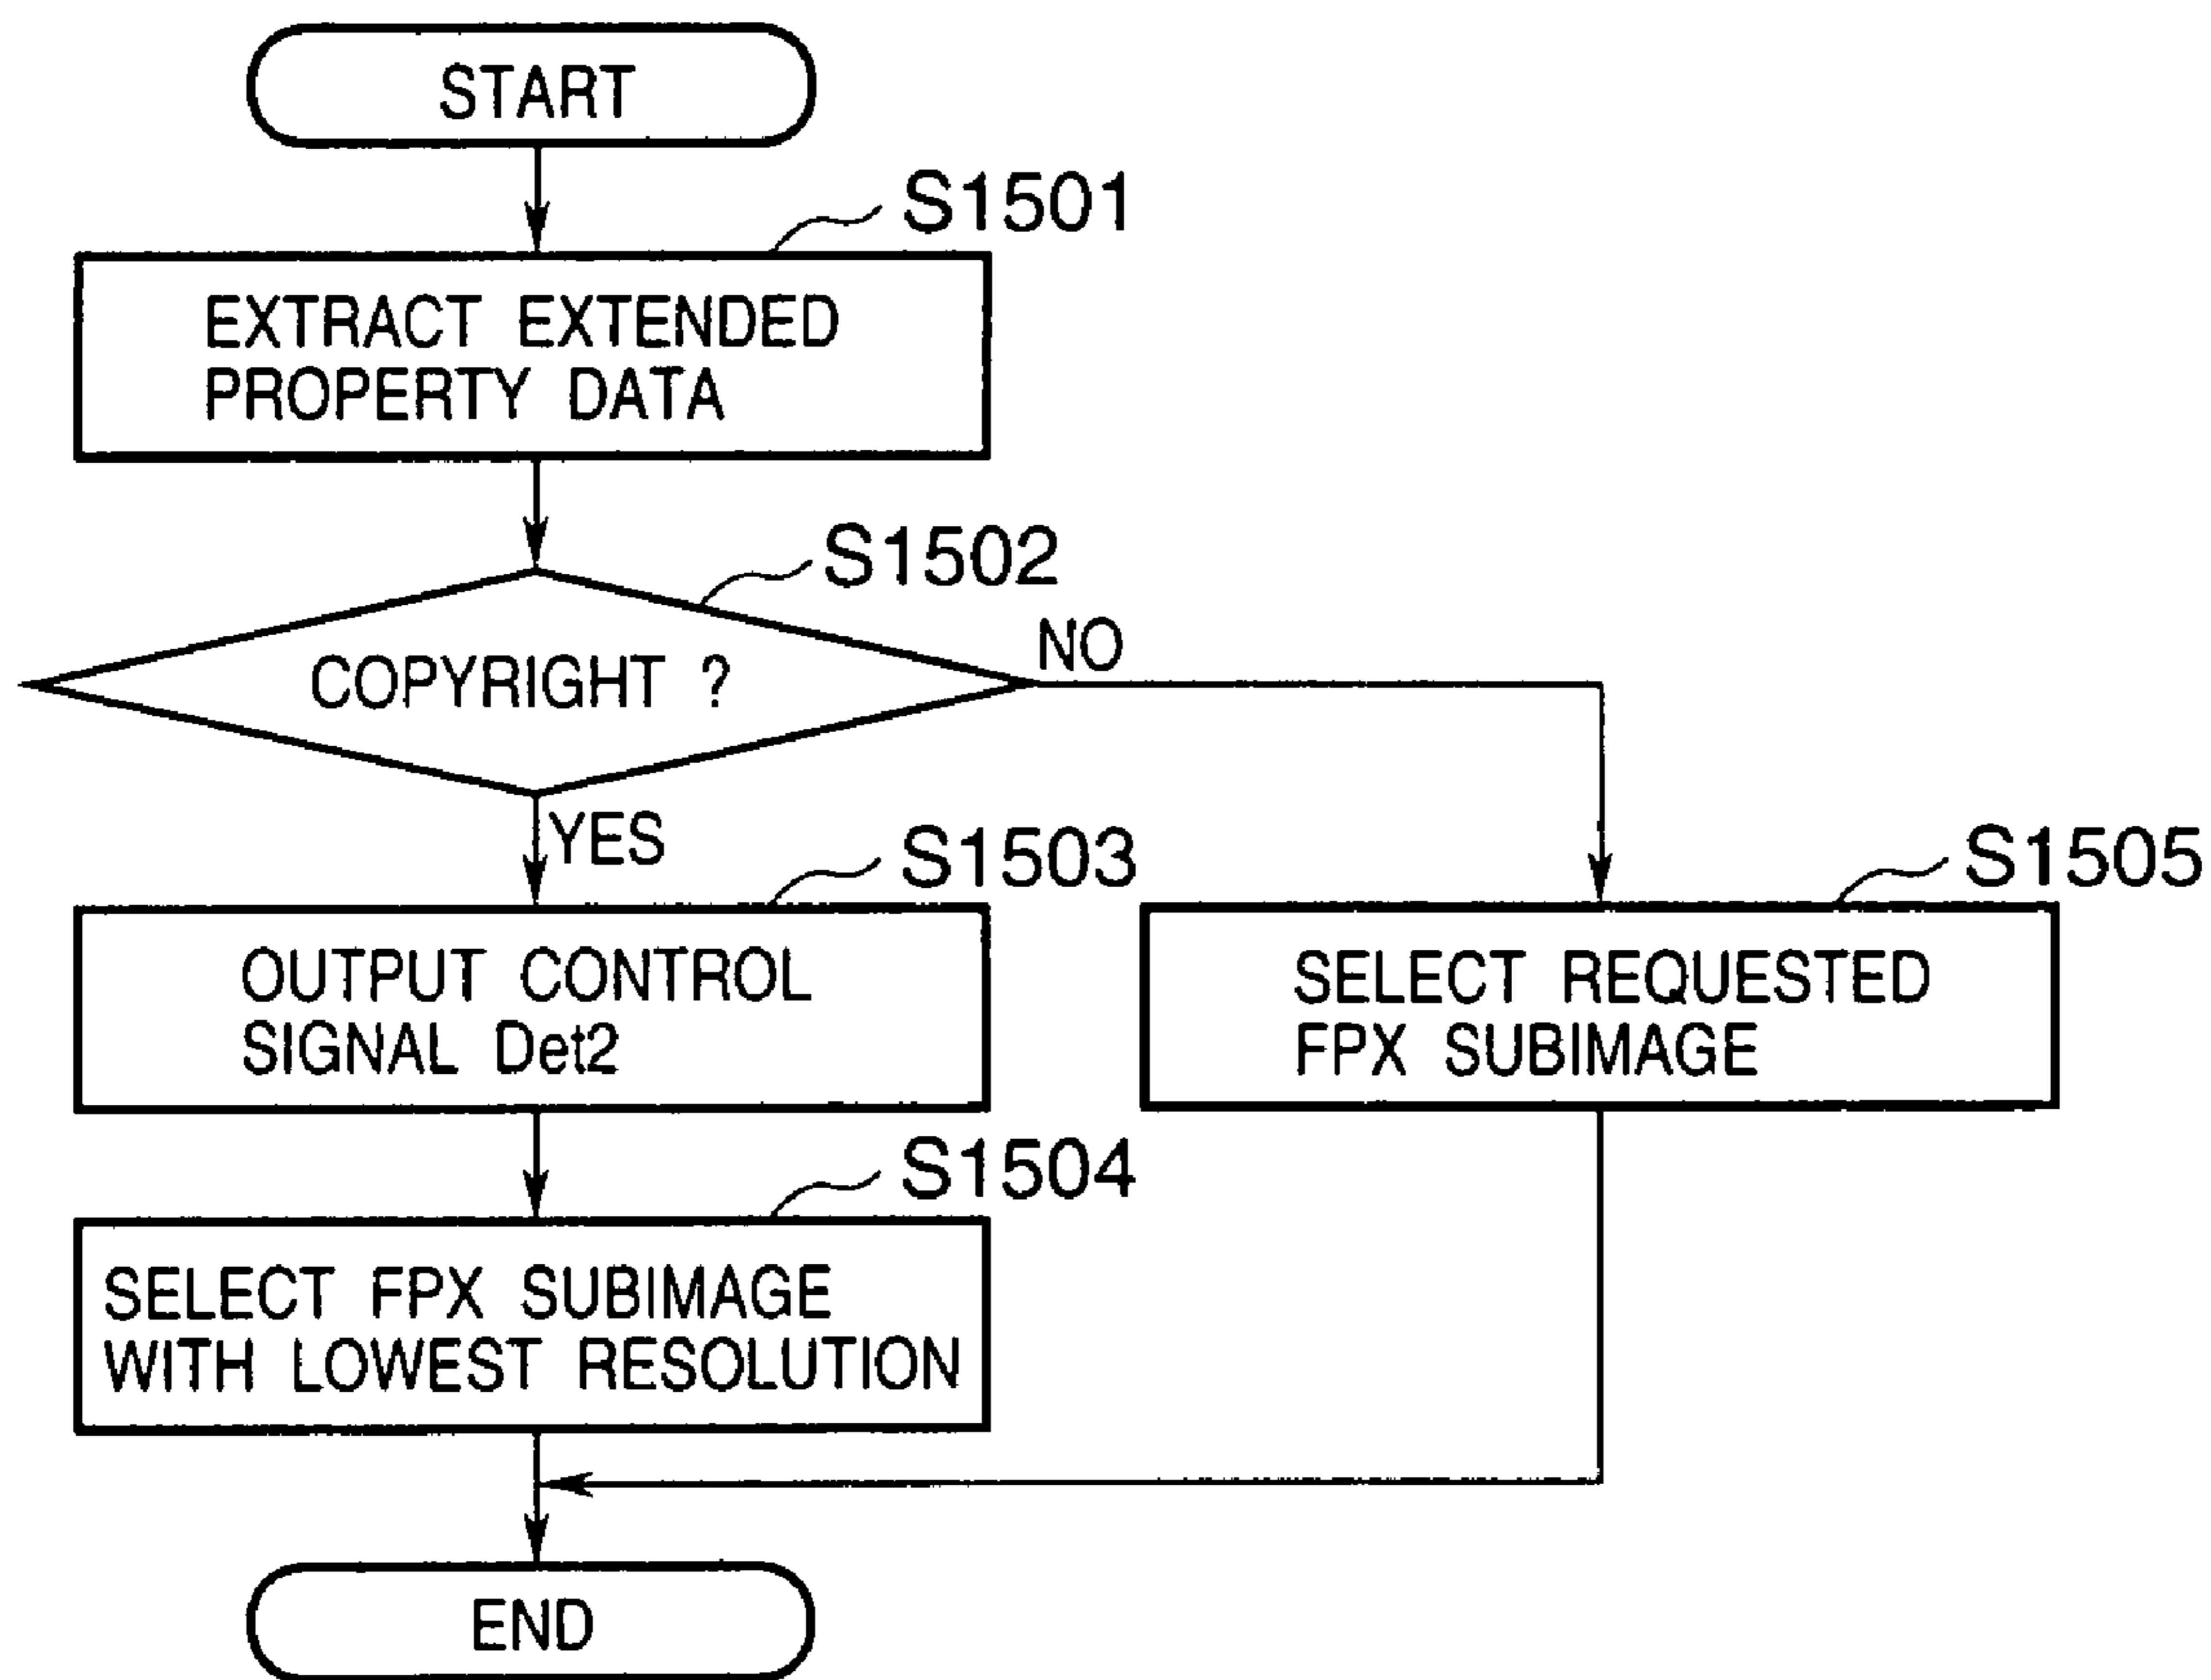 START
S1501
EXTRACT EXTENDED
PROPERTY DATA
S1502
COPYRIGHT ?
NO
YES
S1503
OUTPUT CONTROL
SIGNAL Det2
S1505
SELECT REQUESTED
FPX SUBIMAGE
S1504
SELECT FPX SUBIMAGE
WITH LOWEST RESOLUTION
END